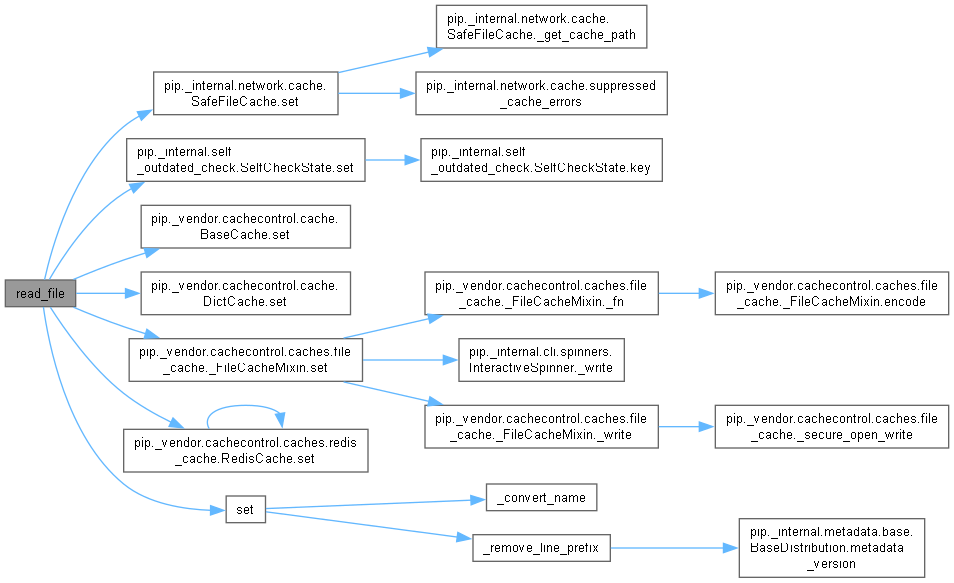 read_file
pip._internal.network.cache.
SafeFileCache.set
pip._internal.network.cache.
SafeFileCache._get_cache_path
pip._internal.network.cache.suppressed
_cache_errors
pip._internal.self
_outdated_check.SelfCheckState.set
pip._internal.self
_outdated_check.SelfCheckState.key
pip._vendor.cachecontrol.cache.
BaseCache.set
pip._vendor.cachecontrol.cache.
DictCache.set
pip._vendor.cachecontrol.caches.file
_cache._FileCacheMixin.set
pip._vendor.cachecontrol.caches.file
_cache._FileCacheMixin._fn
pip._vendor.cachecontrol.caches.file
_cache._FileCacheMixin.encode
pip._internal.cli.spinners.
InteractiveSpinner._write
pip._vendor.cachecontrol.caches.file
_cache._FileCacheMixin._write
pip._vendor.cachecontrol.caches.file
_cache._secure_open_write
pip._vendor.cachecontrol.caches.redis
_cache.RedisCache.set
set
_convert_name
_remove_line_prefix
pip._internal.metadata.base.
BaseDistribution.metadata
_version